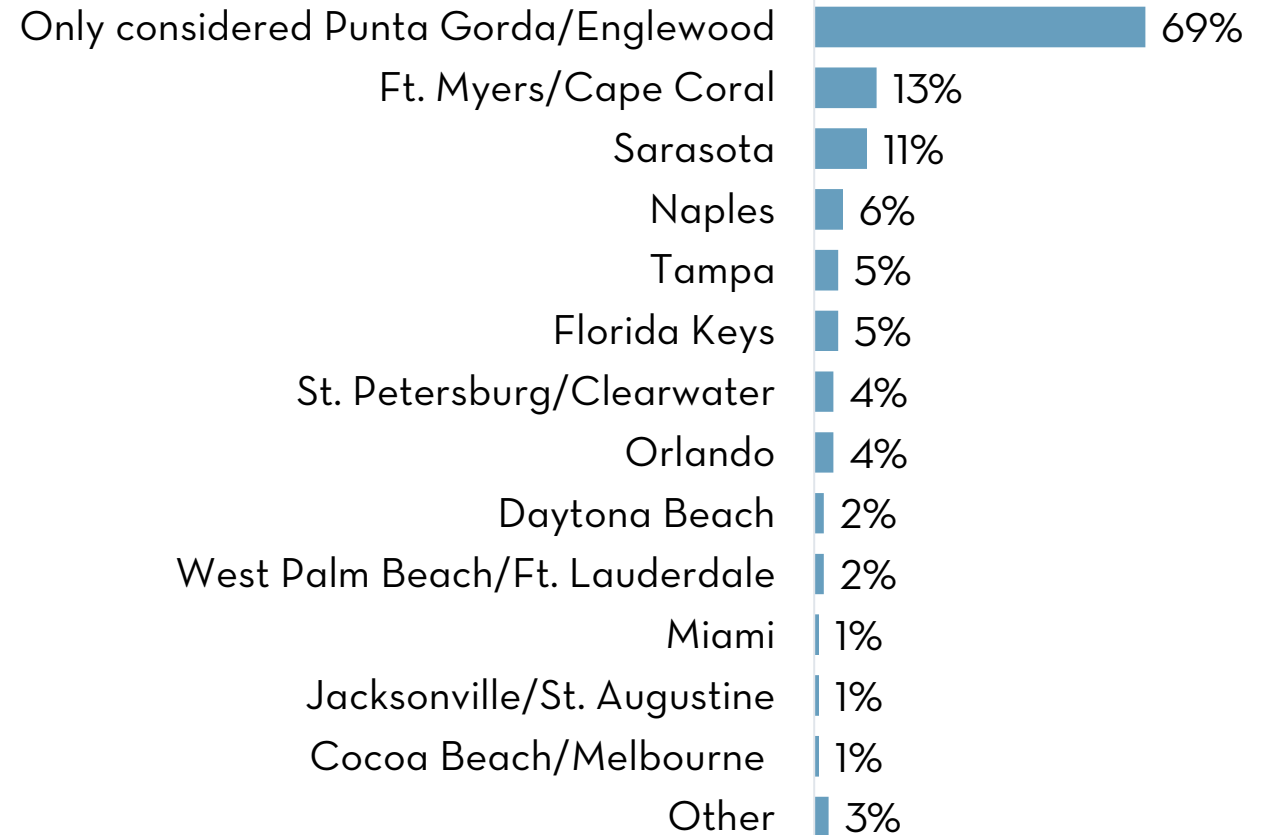 Only considered Punta Gorda/Englewood 69%
Ft. Myers/Cape Coral 13%
Sarasota 11%
Naples 6%
Tampa 5%
Florida Keys 5%
St. Petersburg/Clearwater 4%
Orlando 4%
Daytona Beach 2%
West Palm Beach/Ft. Lauderdale 2%
Miami 1%
Jacksonville/St. Augustine 1%
Cocoa Beach/Melbourne 1%
Other 3%